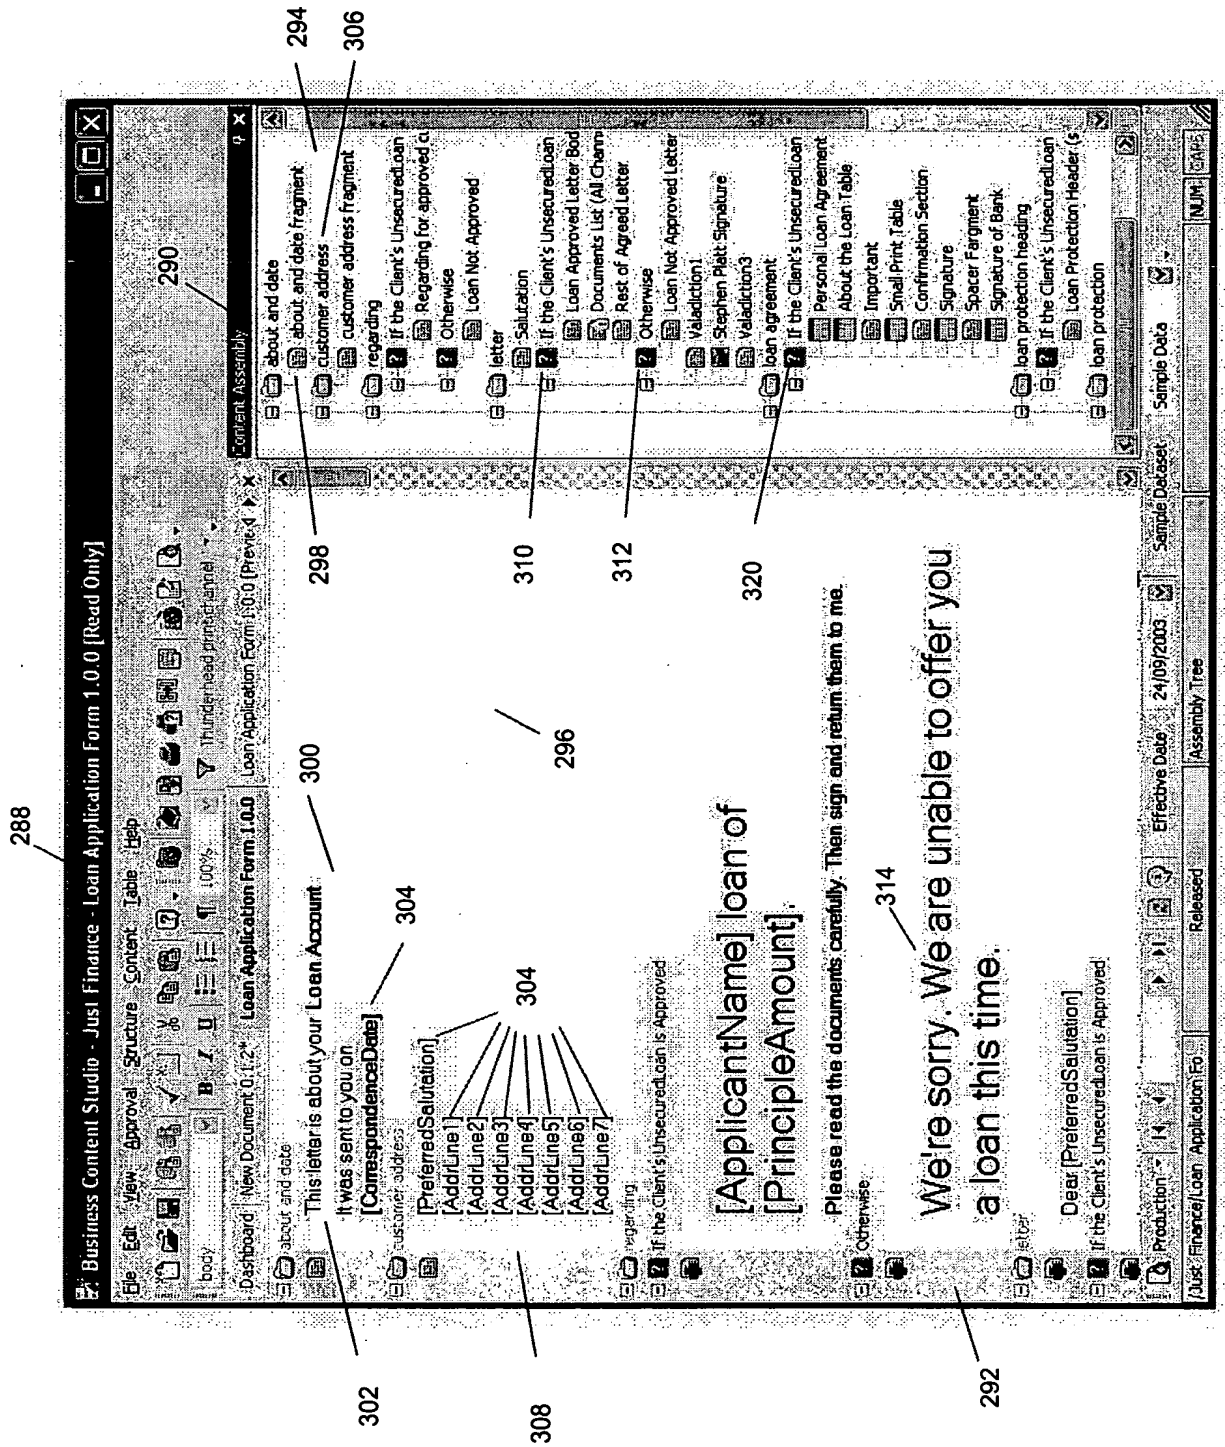 288
Business Content Studio - Just Finance - Loan Application Form 1.0.0 [Read Only]
File Edit View Approval Structure Content Table Help
body
B I U
100%
Thunderhead print channel
Dashboard New Document 0.1.2* Loan Application Form 1.0.0 Loan Application Form 1.0.0 [Previe
Content Assembly
290
294
306
about and date
This letter is about your Loan Account
It was sent to you on
[CorrespondenceDate]
customer address
[PreferredSalutation]
[AddrLine1]
[AddrLine2]
[AddrLine3]
[AddrLine4]
[AddrLine5]
[AddrLine6]
[AddrLine7]
regarding
If the Client's UnsecuredLoan is Approved
[ApplicantName] loan of
[PrincipleAmount].
Please read the documents carefully. Then sign and return them to me.
Otherwise
We're sorry. We are unable to offer you
a loan this time.
letter
Dear [PreferredSalutation]
If the Client's UnsecuredLoan is Approved
302
308
292
300
304
304
296
314
298
310
312
320
about and date
about and date fragment
customer address
customer address fragment
regarding
If the Client's UnsecuredLoan
Regarding for approved cu
Otherwise
Loan Not Approved
letter
Salutation
If the Client's UnsecuredLoan
Loan Approved Letter Bod
Documents List (All Chann
Rest of Agreed Letter
Otherwise
Loan Not Approved Letter
Valadiction1
Stephen Platt Signature
Valadiction3
loan agreement
If the Client's UnsecuredLoan
Personal Loan Agreement
About the Loan Table
Important
Small Print Table
Confirmation Section
Signature
Spacer Fargment
Signature of Bank
loan protection heading
If the Client's UnsecuredLoan
Loan Protection Header (s
loan protection
Production
Effective Date 24/09/2003 Sample Dataset Sample Data
/Just Finance/Loan Application Fo... Released Assembly Tree NUM CAPS